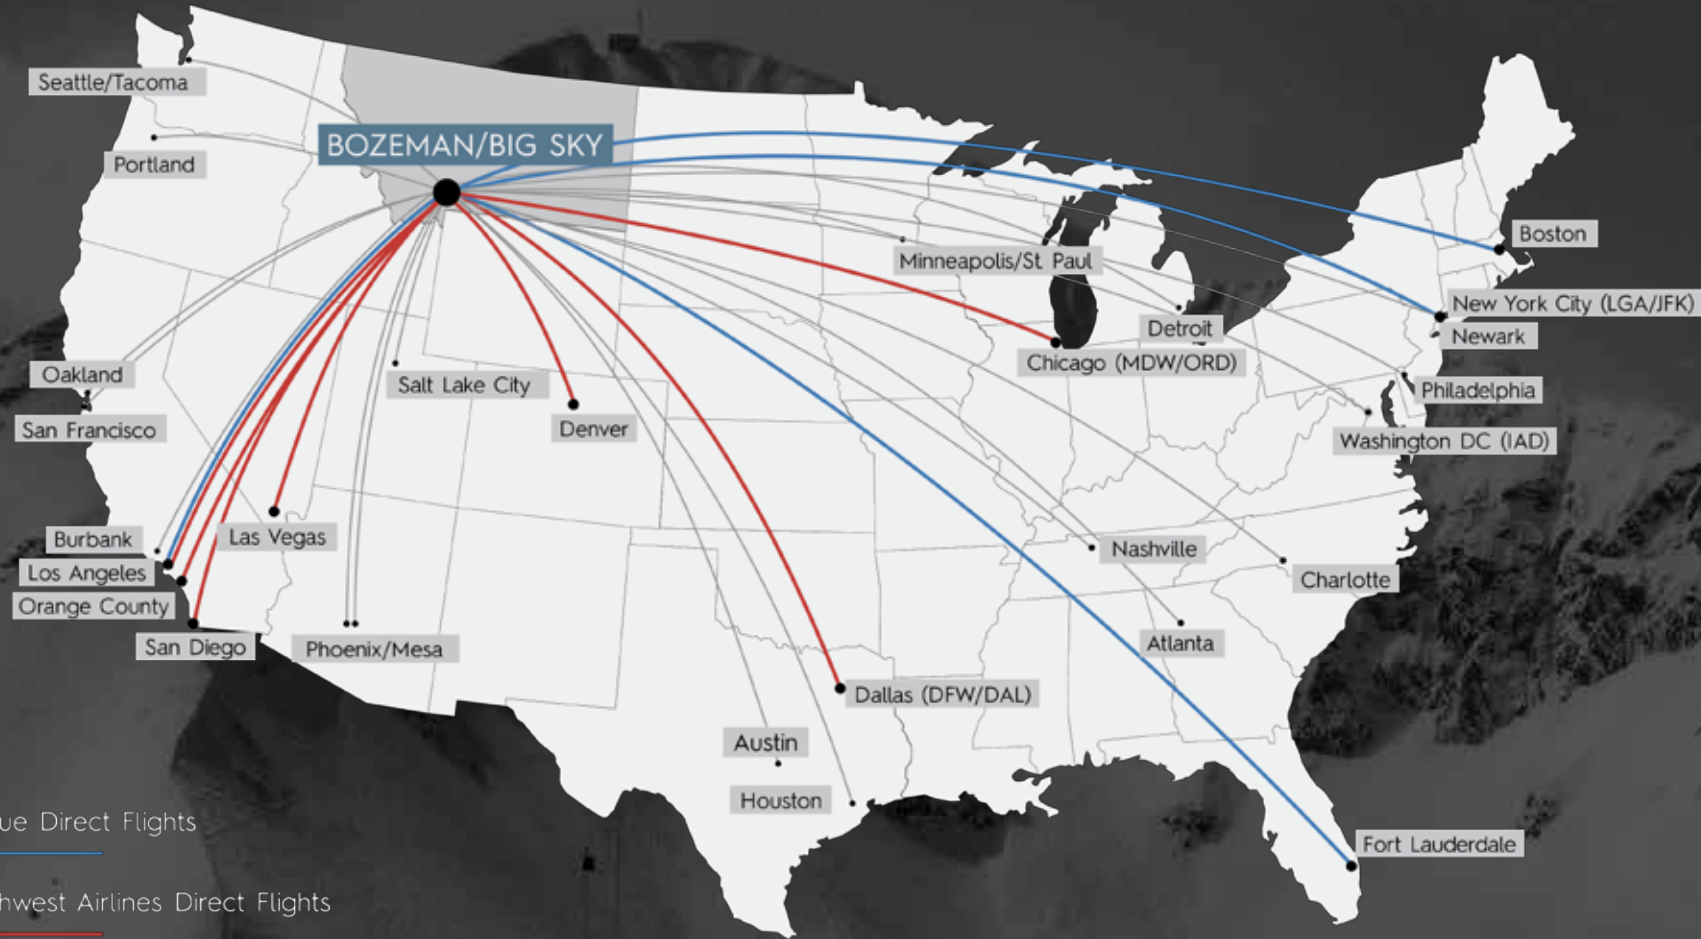 Seattle/Tacoma
BOZEMAN/BIG SKY
Portland
Boston
Minneapolis/St Paul
New York City (LGA/JFK)
Detroit
Newark
Chicago (MDW/ORD)
Oakland
Salt Lake City
Philadelphia
San Francisco
Denver
Washington DC (IAD)
Burbank
Las Vegas
Nashville
Los Angeles
Charlotte
Orange County
San Diego
Phoenix/Mesa
Atlanta
Dallas (DFW/DAL)
Austin
Houston
ue Direct Flights
Fort Lauderdale
hwest Airlines Direct Flights